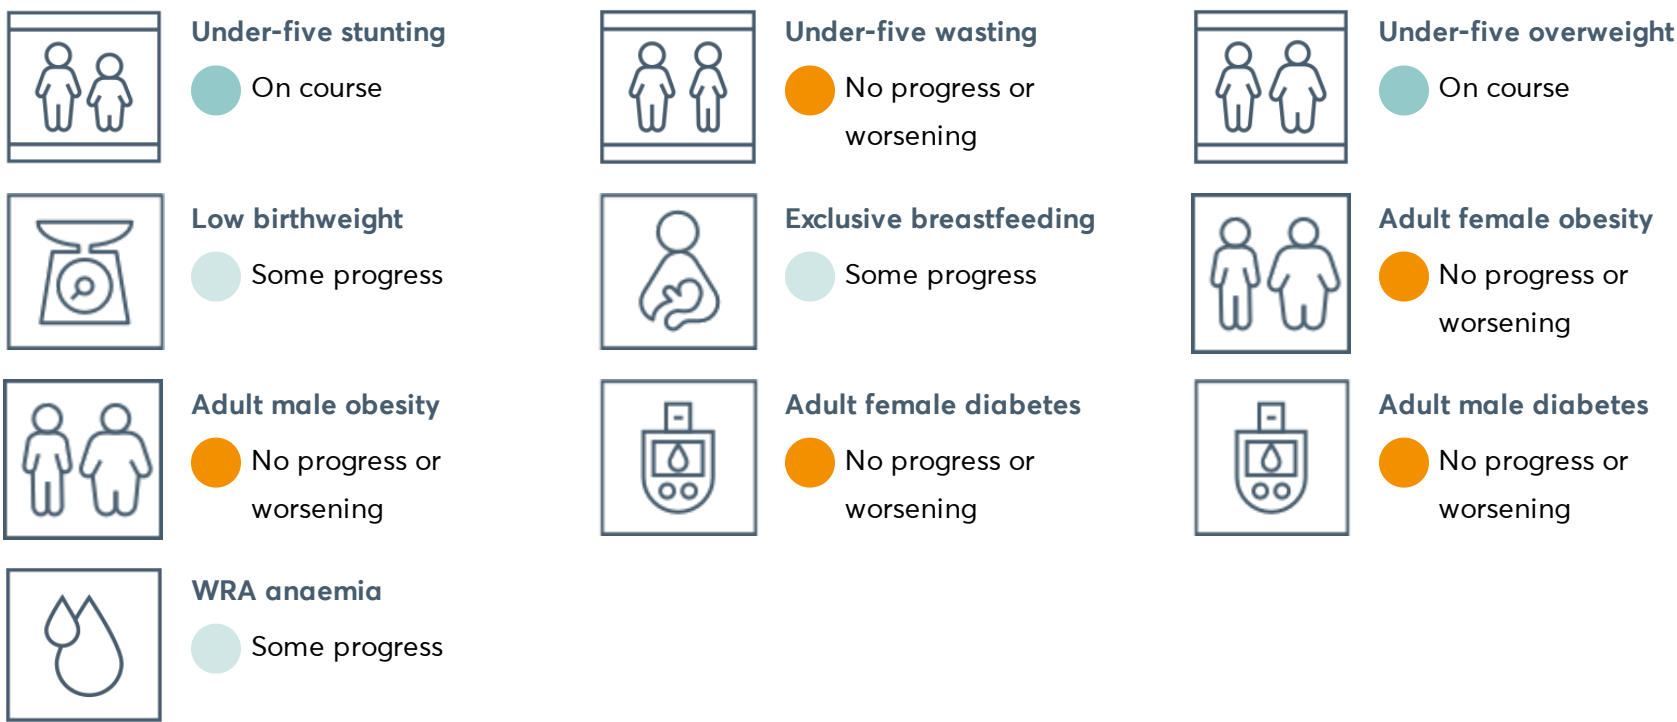 Under-five stunting
On course
Under-five wasting
No progress or
worsening
Under-five overweight
On course
Low birthweight
Some progress
Exclusive breastfeeding
Some progress
Adult female obesity
No progress or
worsening
Adult male obesity
No progress or
worsening
Adult female diabetes
No progress or
worsening
Adult male diabetes
No progress or
worsening
WRA anaemia
Some progress